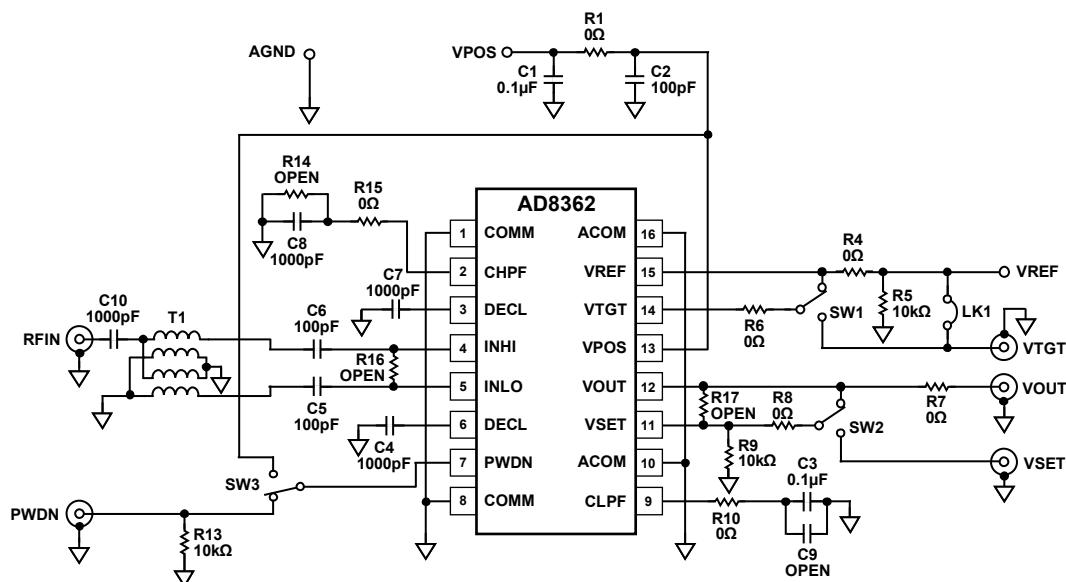 AGND
VPOS
R1
0Ω
C1
0.1µF
C2
100pF
R14
OPEN
R15
0Ω
C8
1000pF
AD8362
1 COMM
2 CHPF
3 DECL
4 INHI
5 INLO
6 DECL
7 PWDN
8 COMM
ACOM 16
VREF 15
VTGT 14
VPOS 13
VOUT 12
VSET 11
ACOM 10
CLPF 9
C7
1000pF
C10
1000pF
T1
RFIN
C6
100pF
R16
OPEN
C5
100pF
C4
1000pF
SW3
PWDN
R13
10kΩ
R4
0Ω
VREF
R6
0Ω
SW1
R5
10kΩ
LK1
VTGT
R17
OPEN
R8
0Ω
SW2
R7
0Ω
VOUT
R9
10kΩ
VSET
C3
0.1µF
R10
0Ω
C9
OPEN